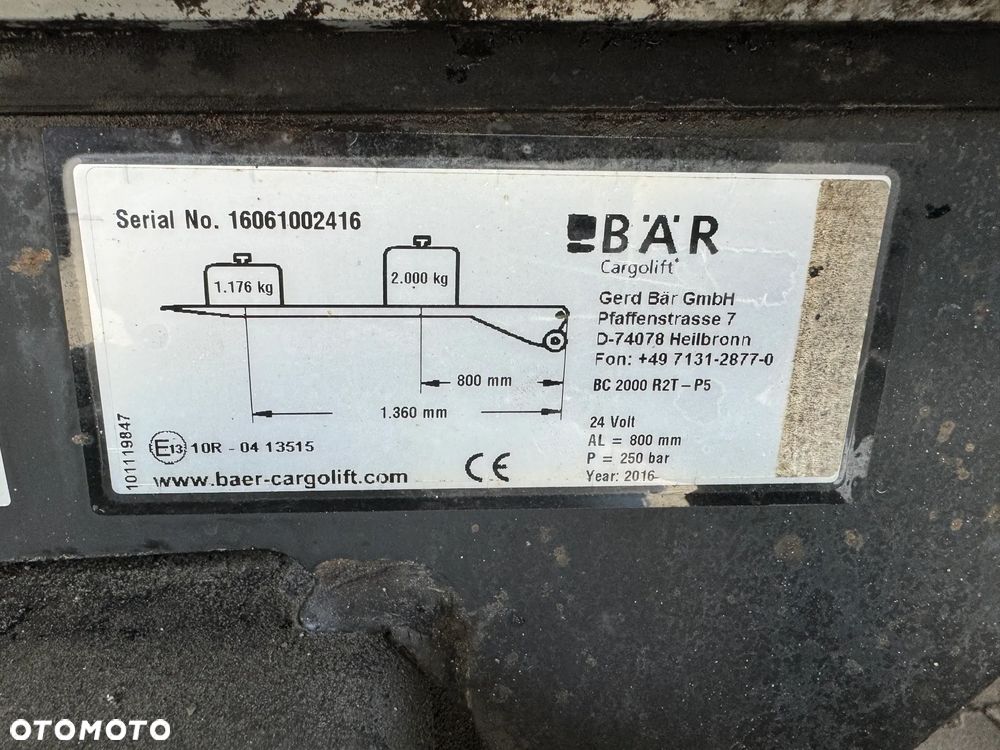 Serial No. 16061002416
1.176 kg
2.000 kg
800 mm
1.360 mm
101119847
E13 10R - 04 13515
www.baer-cargolift.com
CE
BÄR
Cargolift
Gerd Bär GmbH
Pfaffenstrasse 7
D-74078 Heilbronn
Fon: +49 7131-2877-0
BC 2000 R2T - P5
24 Volt
AL = 800 mm
P = 250 bar
Year: 2016
OTOMOTO